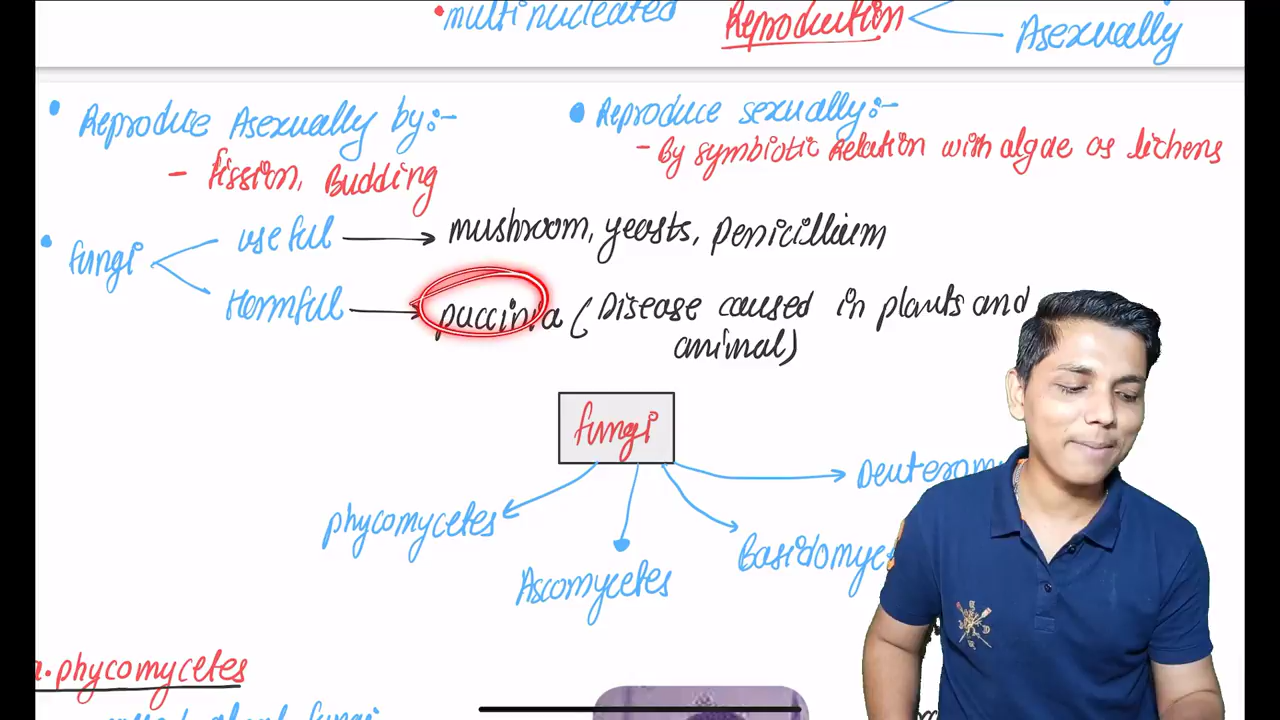 •multinucleated Reproduction Asexually
• Reproduce Asexually by:-
- fission, Budding
• Reproduce sexually:-
- By symbiotic Relation with algae as lichens
• fungi
useful → mushroom, yeasts, penicillium
Harmful → puccinia (Disease caused in plants and
animal)
fungi
phycomycetes
Ascomycetes
a.phycomycetes